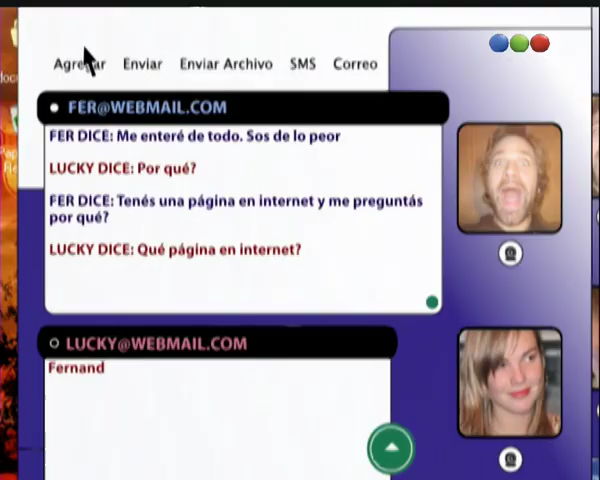 Agregar Enviar Enviar Archivo SMS Correo
FER@WEBMAIL.COM
FER DICE: Me enteré de todo. Sos de lo peor
LUCKY DICE: Por qué?
FER DICE: Tenés una página en internet y me preguntás
por qué?
LUCKY DICE: Qué página en internet?
LUCKY@WEBMAIL.COM
Fernand